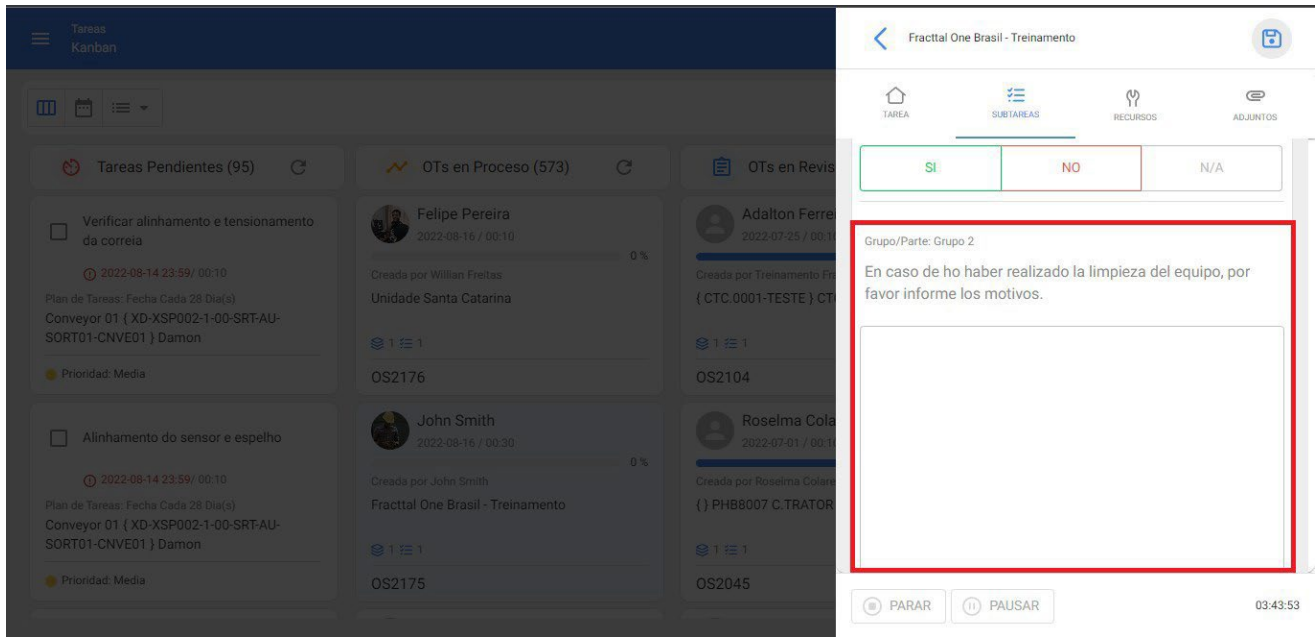 Tareas
Kanban
Fracttal One Brasil - Treinamento
TAREA
SUBTAREAS
RECURSOS
ADJUNTOS
Tareas Pendientes (95)
OTs en Proceso (573)
OTs en Revis
SI
NO
N/A
Verificar alinhamento e tensionamento
da correia
2022-08-14 23:59/ 00:10
Plan de Tareas: Fecha Cada 28 Dia(s)
Conveyor 01 { XD-XSP002-1-00-SRT-AU-
SORT01-CNVE01 } Damon
Prioridad: Media
Felipe Pereira
2022-08-16 / 00:10
0 %
Creada por Willian Freitas
Unidade Santa Catarina
1
1
OS2176
Adalton Ferrei
2022-07-25 / 00:10
Creada por Treinamento Fra
{ CTC.0001-TESTE } CT
1
1
OS2104
Grupo/Parte: Grupo 2
En caso de ho haber realizado la limpieza del equipo, por
favor informe los motivos.
Alinhamento do sensor e espelho
2022-08-14 23:59/ 00:10
Plan de Tareas: Fecha Cada 28 Dia(s)
Conveyor 01 { XD-XSP002-1-00-SRT-AU-
SORT01-CNVE01 } Damon
Prioridad: Media
John Smith
2022-08-16 / 00:30
0 %
Creada por John Smith
Fracttal One Brasil - Treinamento
1
1
OS2175
Roselma Cola
2022-07-01 / 00:10
Creada por Roselma Colare
{ } PHB8007 C.TRATOR
1
1
OS2045
PARAR
PAUSAR
03:43:53